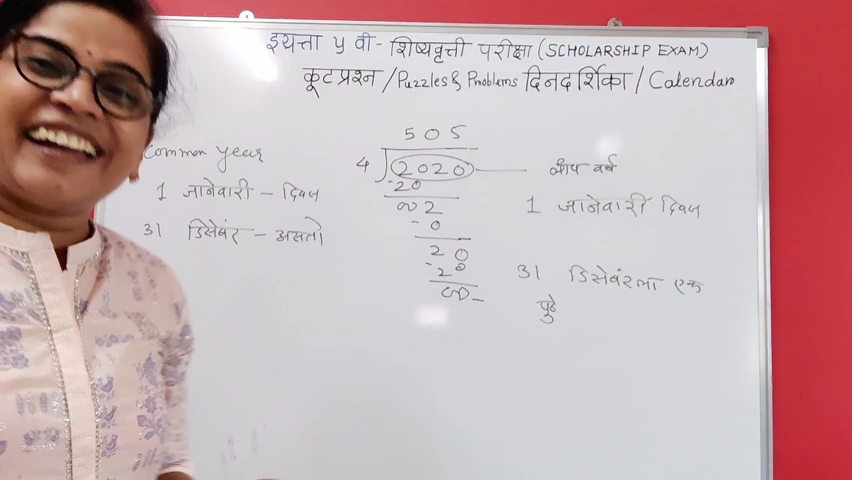 इयत्ता ५ वी - शिष्यवृत्ती परीक्षा (SCHOLARSHIP EXAM)
कूटप्रश्न / Puzzles & Problems दिनदर्शिका / Calendar
Common year
1 जानेवारी - दिवस
31 डिसेंबर - असतो
505
4 2020
-20
002
-0
20
-20
00
लीप वर्ष
1 जानेवारी दिवस
31 डिसेंबरला एक
पुढे